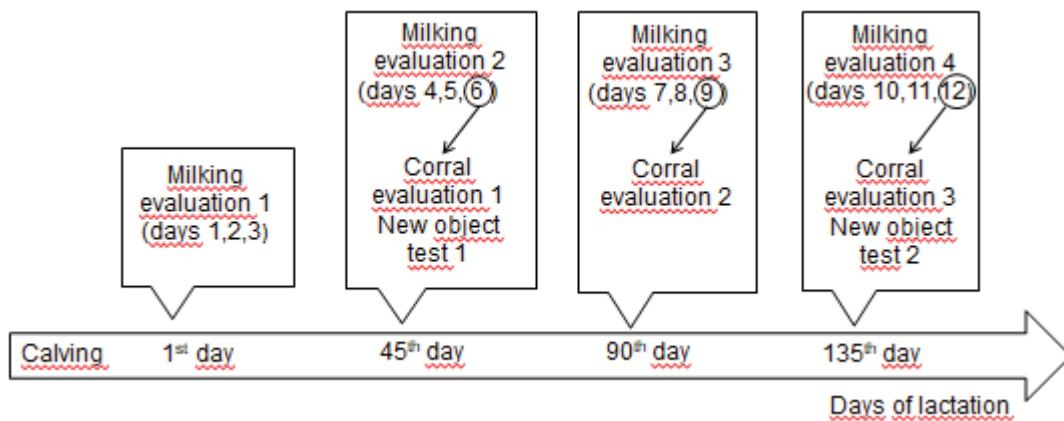 Milking
evaluation 1
(days 1,2,3)
Milking
evaluation 2
(days 4,5,6)
Corral
evaluation 1
New object
test 1
Milking
evaluation 3
(days 7,8,9)
Corral
evaluation 2
Milking
evaluation 4
(days 10,11,12)
Corral
evaluation 3
New object
test 2
Calving 1st day 45th day 90th day 135th day
Days of lactation